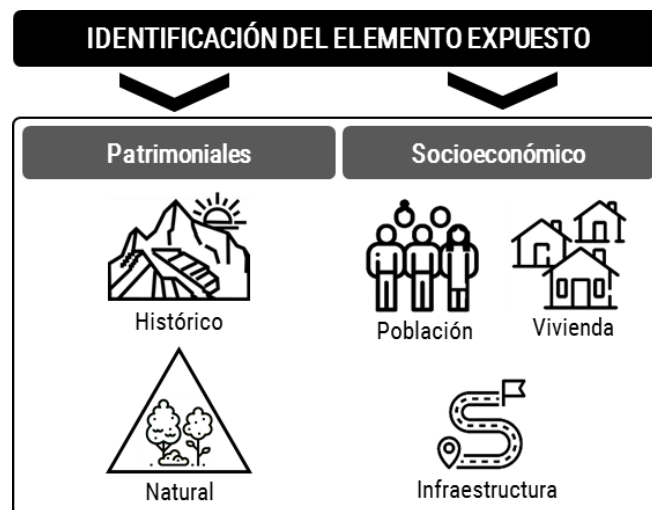 IDENTIFICACIÓN DEL ELEMENTO EXPUESTO
Patrimoniales
Socioeconómico
Histórico
Población
Vivienda
Natural
Infraestructura